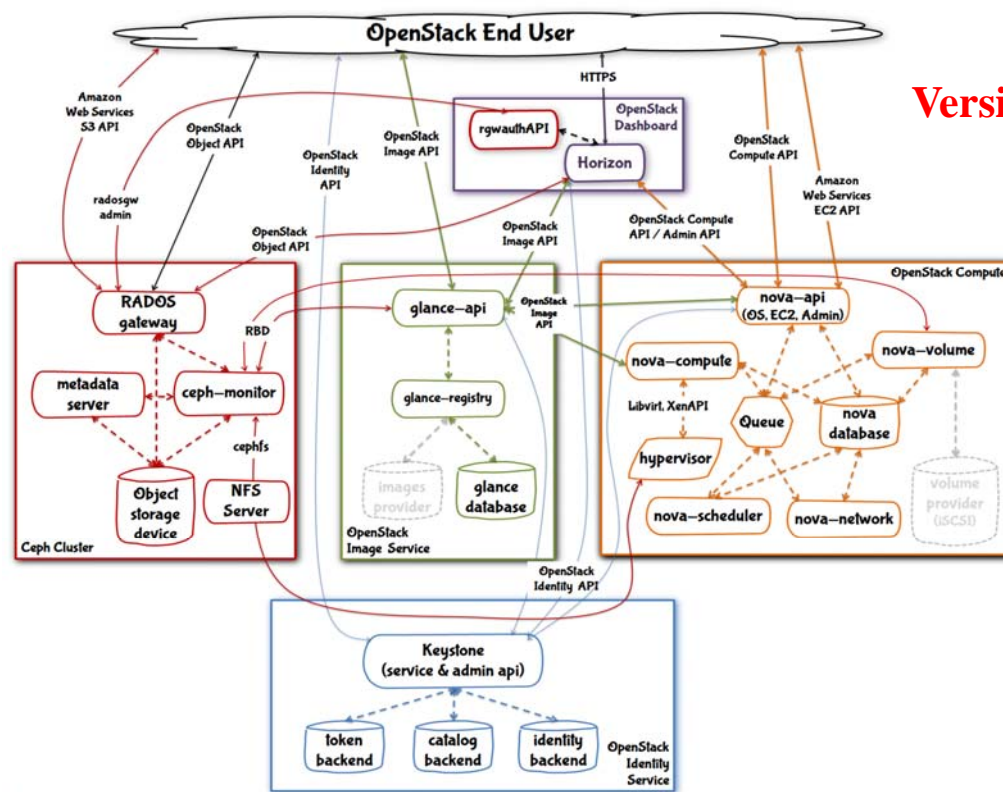 OpenStack End User
Versi
Amazon
Web Services
S3 API
OpenStack
Object API
radosgw
admin
OpenStack
Identity
API
OpenStack
Image API
HTTPS
OpenStack
Dashboard
rgwauthAPI
Horizon
OpenStack
Compute API
Amazon
Web Services
EC2 API
OpenStack
Object API
OpenStack
Image API
OpenStack Compute
API / Admin API
RADOS
gateway
RBD
metadata
server
ceph-monitor
cephfs
Object
storage
device
NFS
Server
Ceph Cluster
glance-api
OpenStack
Image
API
glance-registry
images
provider
glance
database
OpenStack
Image Service
OpenStack Compute
nova-api
(OS, EC2, Admin)
nova-volume
nova-compute
Libvirt, XenAPI
Queue
nova
database
hypervisor
volume
provider
(iSCSI)
nova-scheduler
nova-network
OpenStack
Identity API
Keystone
(service & admin api)
token
backend
catalog
backend
identity
backend
OpenStack
Identity
Service